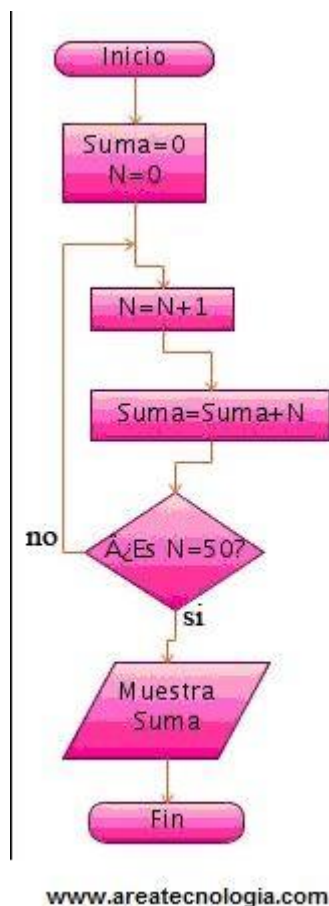 Inicio
Suma=0
N=0
N=N+1
Suma=Suma+N
Â¿Es N=50?
no
si
Muestra
Suma
Fin
www.areatecnologia.com